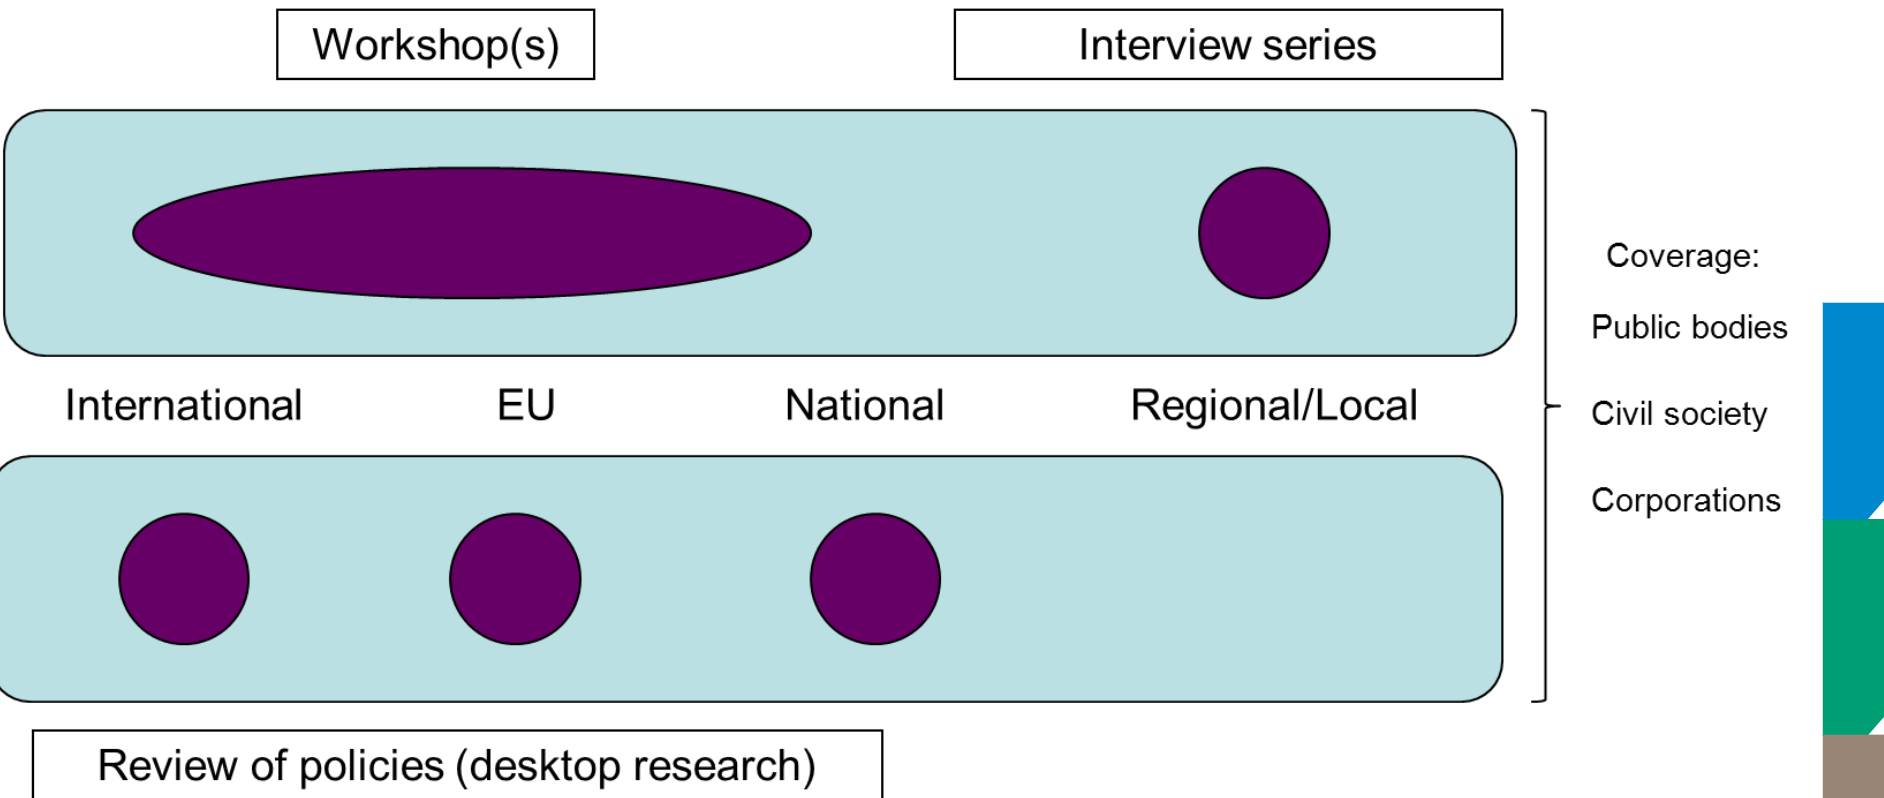 Workshop(s)
Interview series
Coverage:
Public bodies
International
EU
National
Regional/Local
Civil society
Corporations
Review of policies (desktop research)